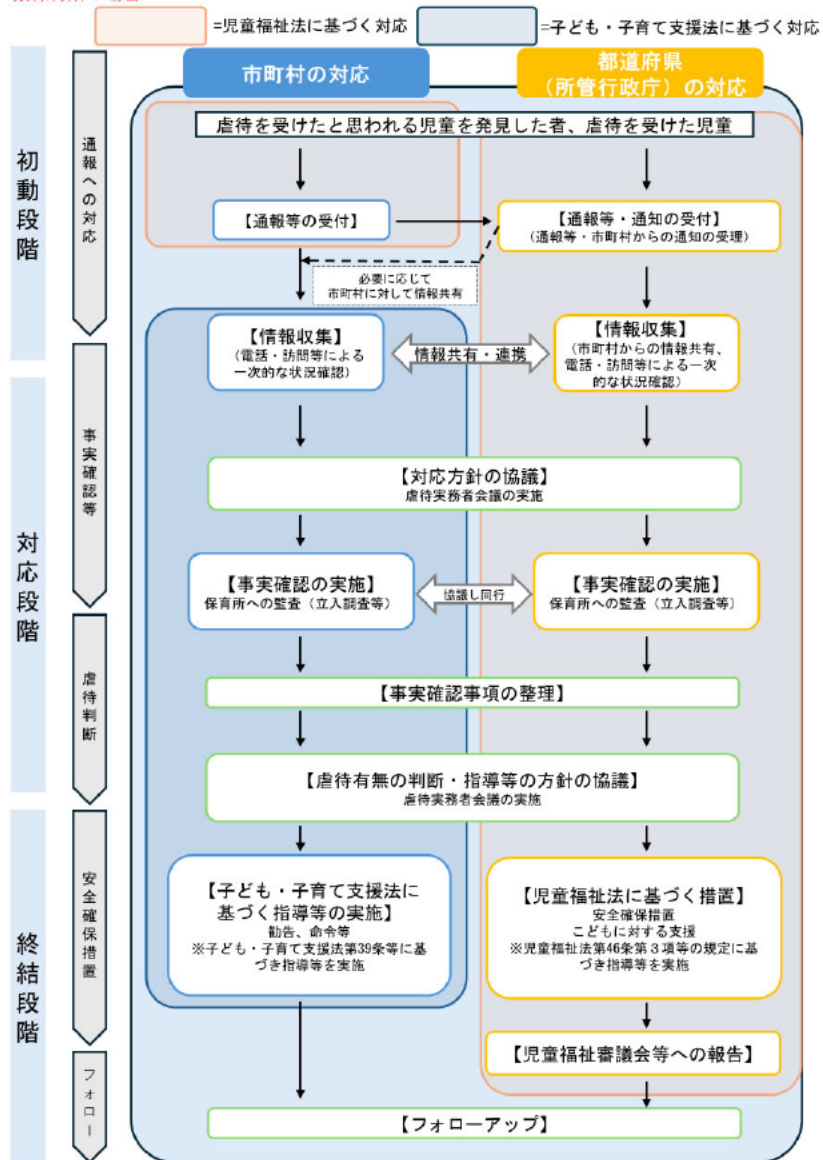 =児童福祉法に基づく対応
=子ども・子育て支援法に基づく対応
市町村の対応
都道府県
（所管行政庁）の対応
初動段階
通報への対応
虐待を受けたと思われる児童を発見した者、虐待を受けた児童
【通報等の受付】
【通報等・通知の受付】
（通報等・市町村からの通知の受理）
必要に応じて
市町村に対して情報共有
【情報収集】
（電話・訪問等による
一次的な状況確認）
情報共有・連携
【情報収集】
（市町村からの情報共有、
電話・訪問等による一次
的な状況確認）
対応段階
事実確認等
【対応方針の協議】
虐待実務者会議の実施
【事実確認の実施】
保育所への監査（立入調査等）
協議し同行
【事実確認の実施】
保育所への監査（立入調査等）
虐待判断
【事実確認事項の整理】
【虐待有無の判断・指導等の方針の協議】
虐待実務者会議の実施
終結段階
安全確保措置
【子ども・子育て支援法に
基づく指導等の実施】
勧告、命令等
※子ども・子育て支援法第39条等に基
づき指導等を実施
【児童福祉法に基づく措置】
安全確保措置
こどもに対する支援
※児童福祉法第46条第３項等の規定に基
づき指導等を実施
【児童福祉審議会等への報告】
フォロー
【フォローアップ】